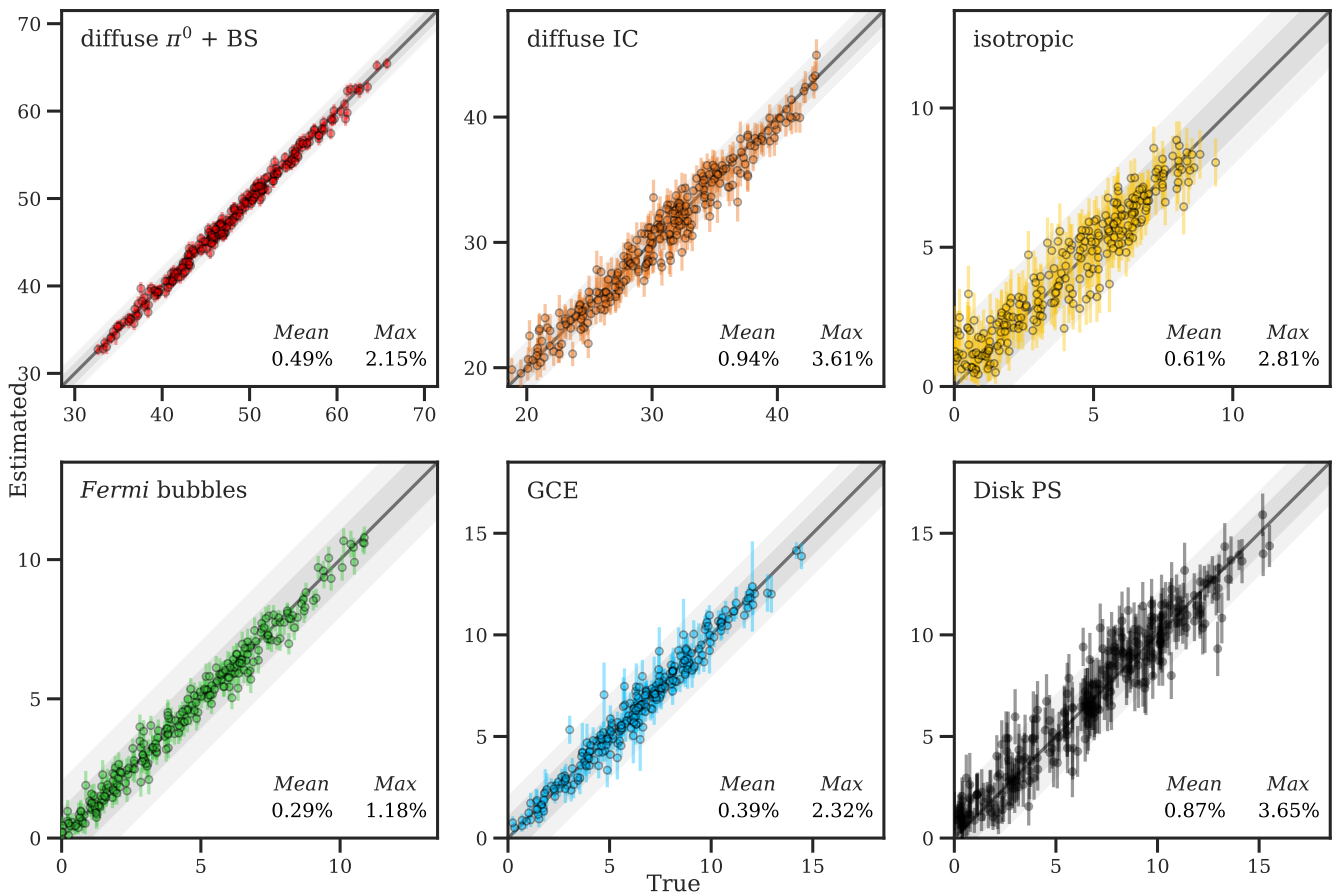 diffuse π⁰ + BS
70
60
50
40
30
30 40 50 60 70
Mean Max
0.49% 2.15%
diffuse IC
40
30
20
20 30 40
Mean Max
0.94% 3.61%
isotropic
10
5
0
0 5 10
Mean Max
0.61% 2.81%
Estimated
Fermi bubbles
10
5
0
0 5 10
Mean Max
0.29% 1.18%
GCE
15
10
5
0
0 5 10 15
Mean Max
0.39% 2.32%
Disk PS
15
10
5
0
0 5 10 15
Mean Max
0.87% 3.65%
True